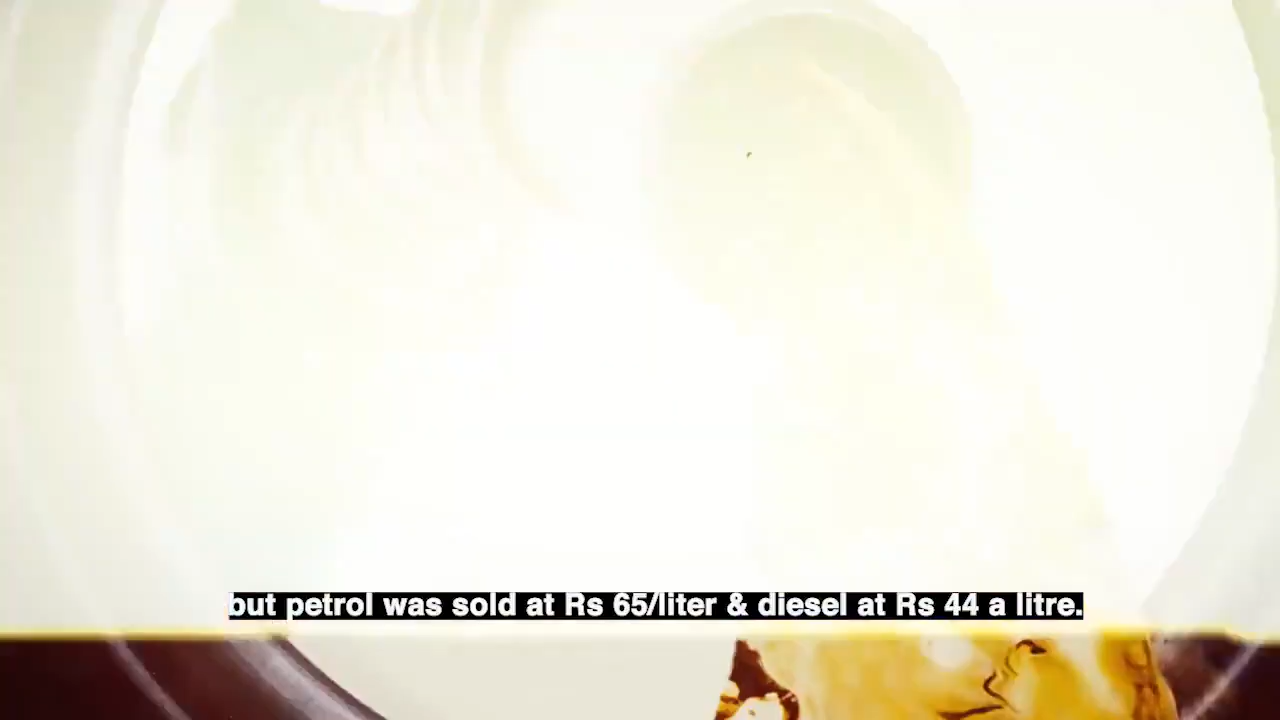 but petrol was sold at Rs 65/liter & diesel at Rs 44 a litre.